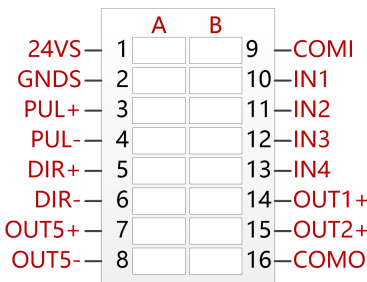 A B
24VS 1 9 COMI
GNDS 2 10 IN1
PUL+ 3 11 IN2
PUL- 4 12 IN3
DIR+ 5 13 IN4
DIR- 6 14 OUT1+
OUT5+ 7 15 OUT2+
OUT5- 8 16 COMO